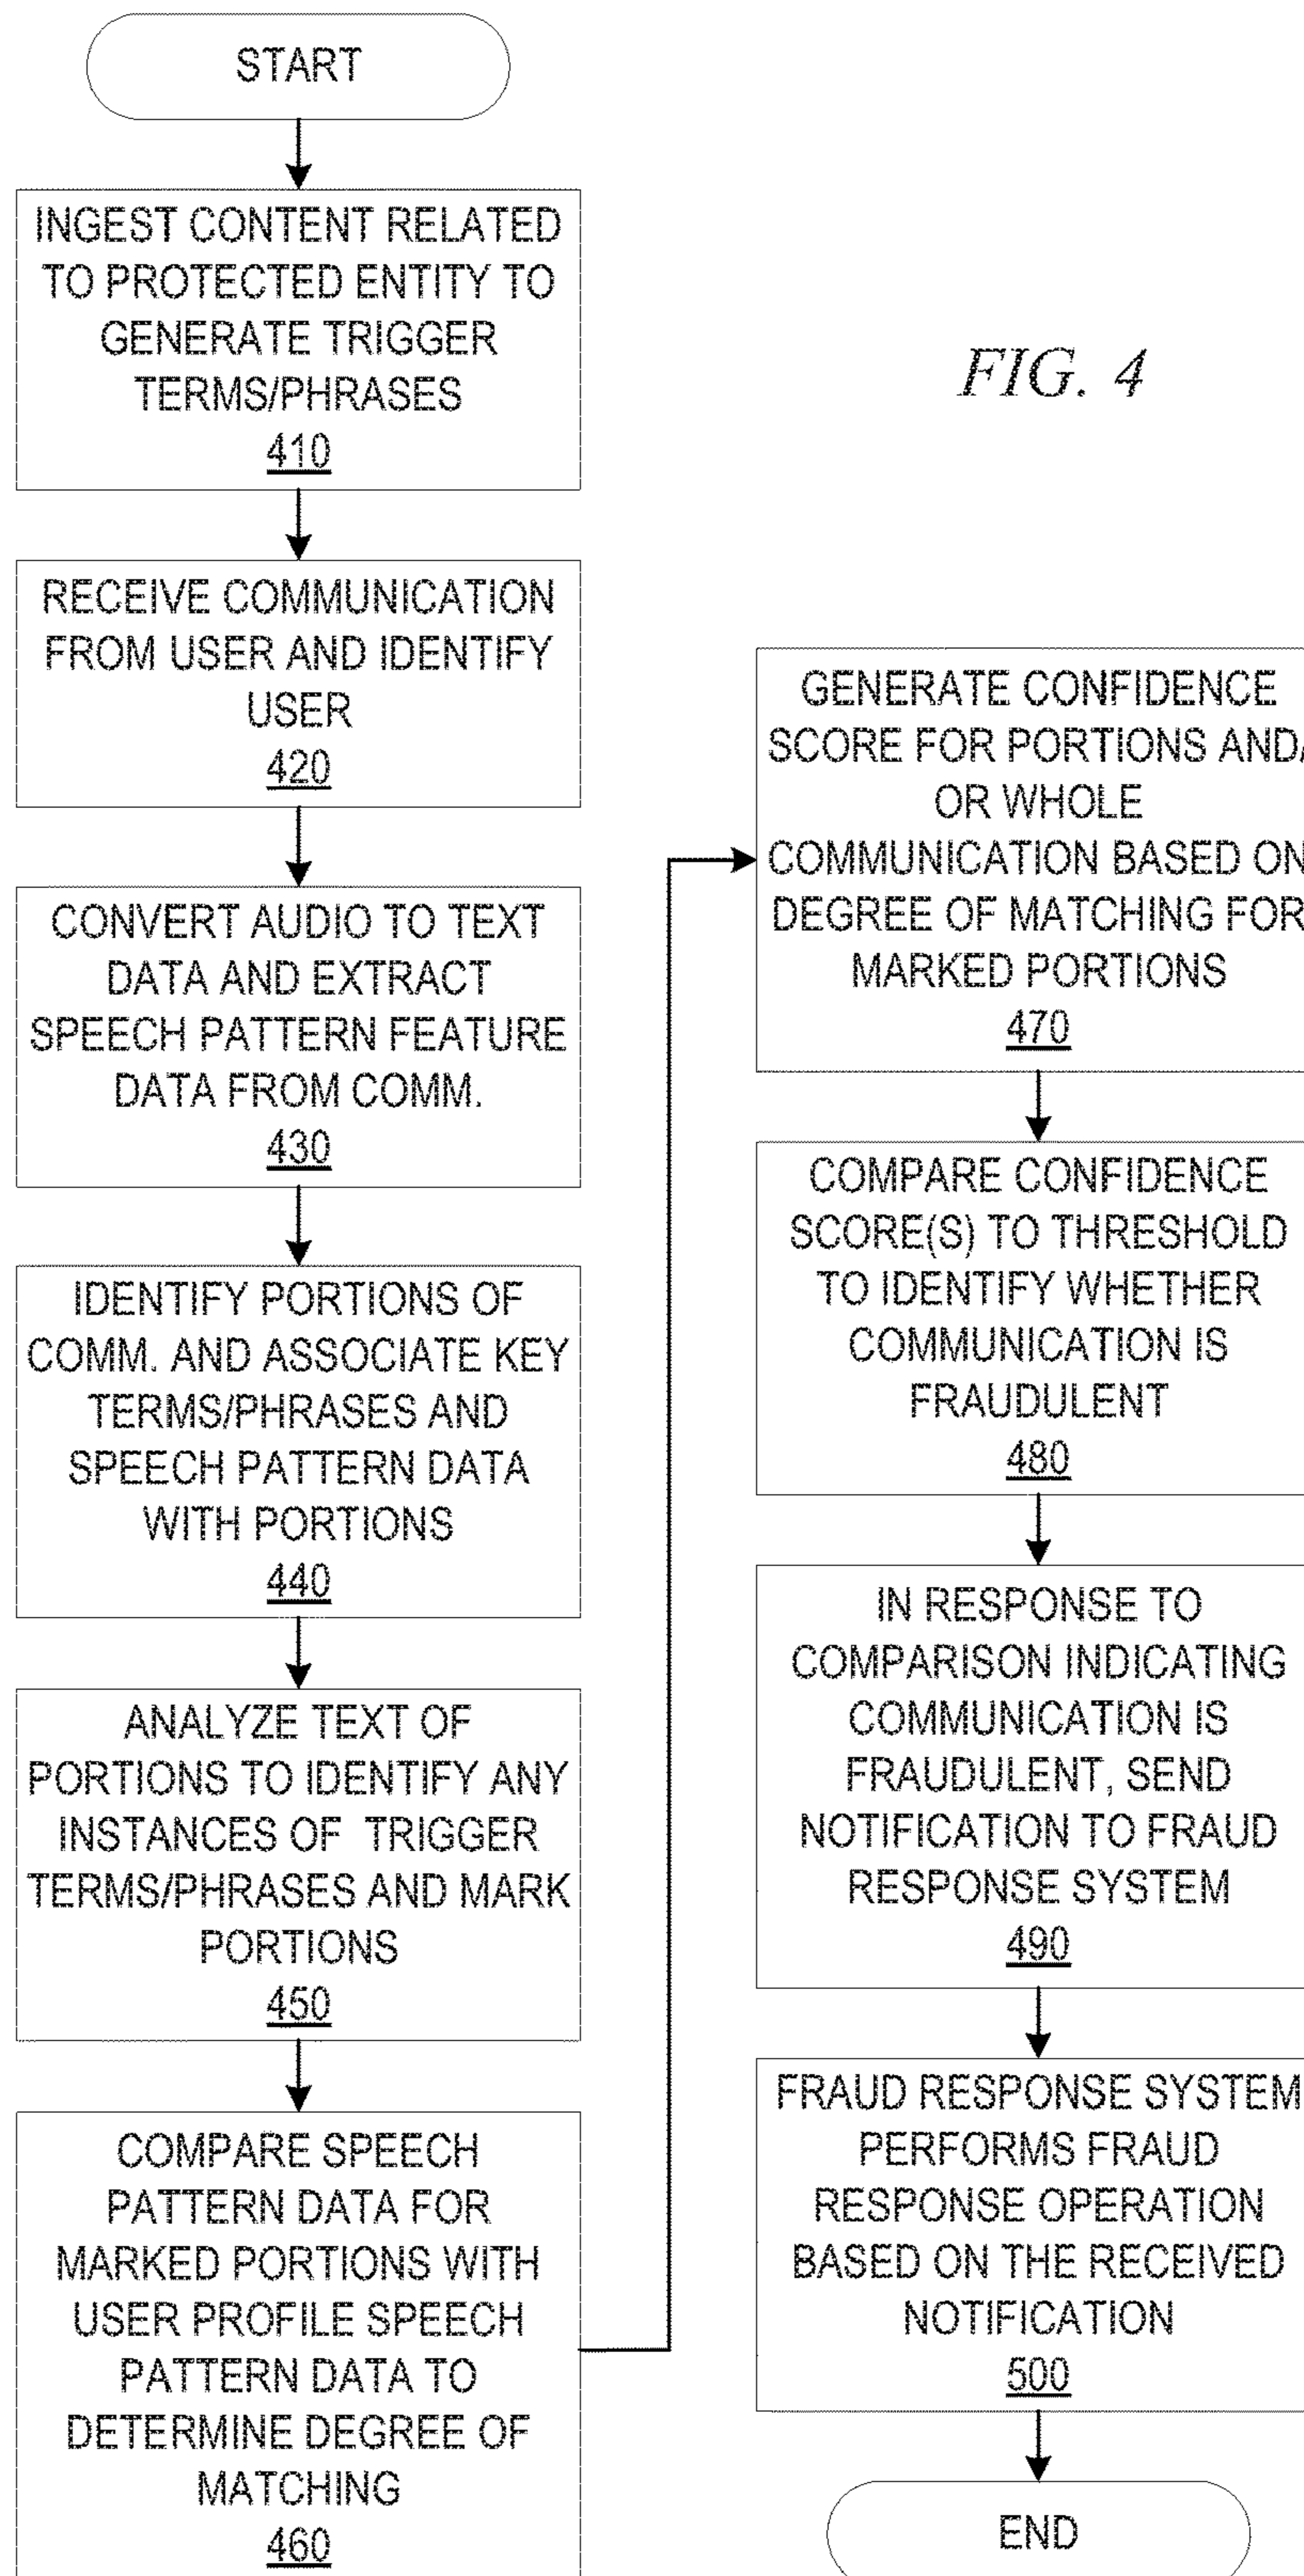 START
INGEST CONTENT RELATED
TO PROTECTED ENTITY TO
GENERATE TRIGGER
TERMS/PHRASES
410
RECEIVE COMMUNICATION
FROM USER AND IDENTIFY
USER
420
CONVERT AUDIO TO TEXT
DATA AND EXTRACT
SPEECH PATTERN FEATURE
DATA FROM COMM.
430
IDENTIFY PORTIONS OF
COMM. AND ASSOCIATE KEY
TERMS/PHRASES AND
SPEECH PATTERN DATA
WITH PORTIONS
440
ANALYZE TEXT OF
PORTIONS TO IDENTIFY ANY
INSTANCES OF TRIGGER
TERMS/PHRASES AND MARK
PORTIONS
450
COMPARE SPEECH
PATTERN DATA FOR
MARKED PORTIONS WITH
USER PROFILE SPEECH
PATTERN DATA TO
DETERMINE DEGREE OF
MATCHING
460
FIG. 4
GENERATE CONFIDENCE
SCORE FOR PORTIONS AND/
OR WHOLE
COMMUNICATION BASED ON
DEGREE OF MATCHING FOR
MARKED PORTIONS
470
COMPARE CONFIDENCE
SCORE(S) TO THRESHOLD
TO IDENTIFY WHETHER
COMMUNICATION IS
FRAUDULENT
480
IN RESPONSE TO
COMPARISON INDICATING
COMMUNICATION IS
FRAUDULENT, SEND
NOTIFICATION TO FRAUD
RESPONSE SYSTEM
490
FRAUD RESPONSE SYSTEM
PERFORMS FRAUD
RESPONSE OPERATION
BASED ON THE RECEIVED
NOTIFICATION
500
END